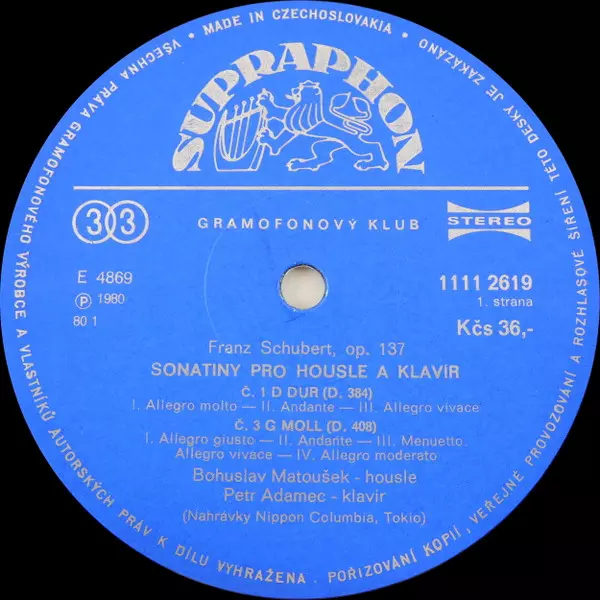 VŠECHNA PRÁVA GRAMOFONOVÉHO VÝROBCE A VLASTNÍKŮ AUTORSKÝCH PRÁV K DÍLU VYHRAŽENA . POŘIZOVÁNÍ KOPIÍ, VEŘEJNÉ PROVOZOVÁNÍ A ROZHLASOVÉ ŠÍŘENÍ TÉTO DESKY JE ZAKÁZÁNO
• MADE IN CZECHOSLOVAKIA •
SUPRAPHON
33
GRAMOFONOVÝ KLUB
STEREO
E 4869
℗ 1980
80 1
1111 2619
1. strana
Kčs 36,-
Franz Schubert, op. 137
SONATINY PRO HOUSLE A KLAVÍR
Č. 1 D DUR (D. 384)
I. Allegro molto — II. Andante — III. Allegro vivace
Č. 3 G MOLL (D. 408)
I. Allegro giusto — II. Andante — III. Menuetto.
Allegro vivace — IV. Allegro moderato
Bohuslav Matoušek - housle
Petr Adamec - klavír
(Nahrávky Nippon Columbia, Tokio)